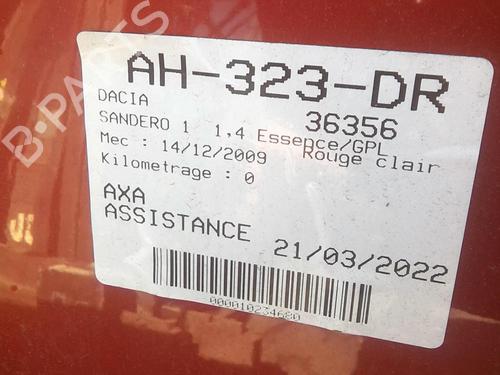 B-PARTS
AH-323-DR
DACIA 36356
SANDERO 1 1,4 Essence/GPL
Mec : 14/12/2009 Rouge clair
Kilometrage : 0
AXA
ASSISTANCE 21/03/2022
000010234680